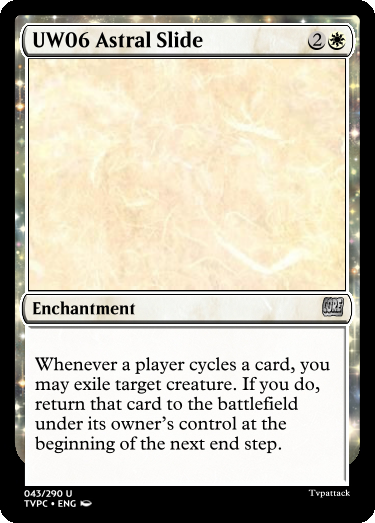 UW06 Astral Slide 2
Enchantment
CORE
Whenever a player cycles a card, you
may exile target creature. If you do,
return that card to the battlefield
under its owner's control at the
beginning of the next end step.
043/290 U
TVPC • ENG
Tvpattack